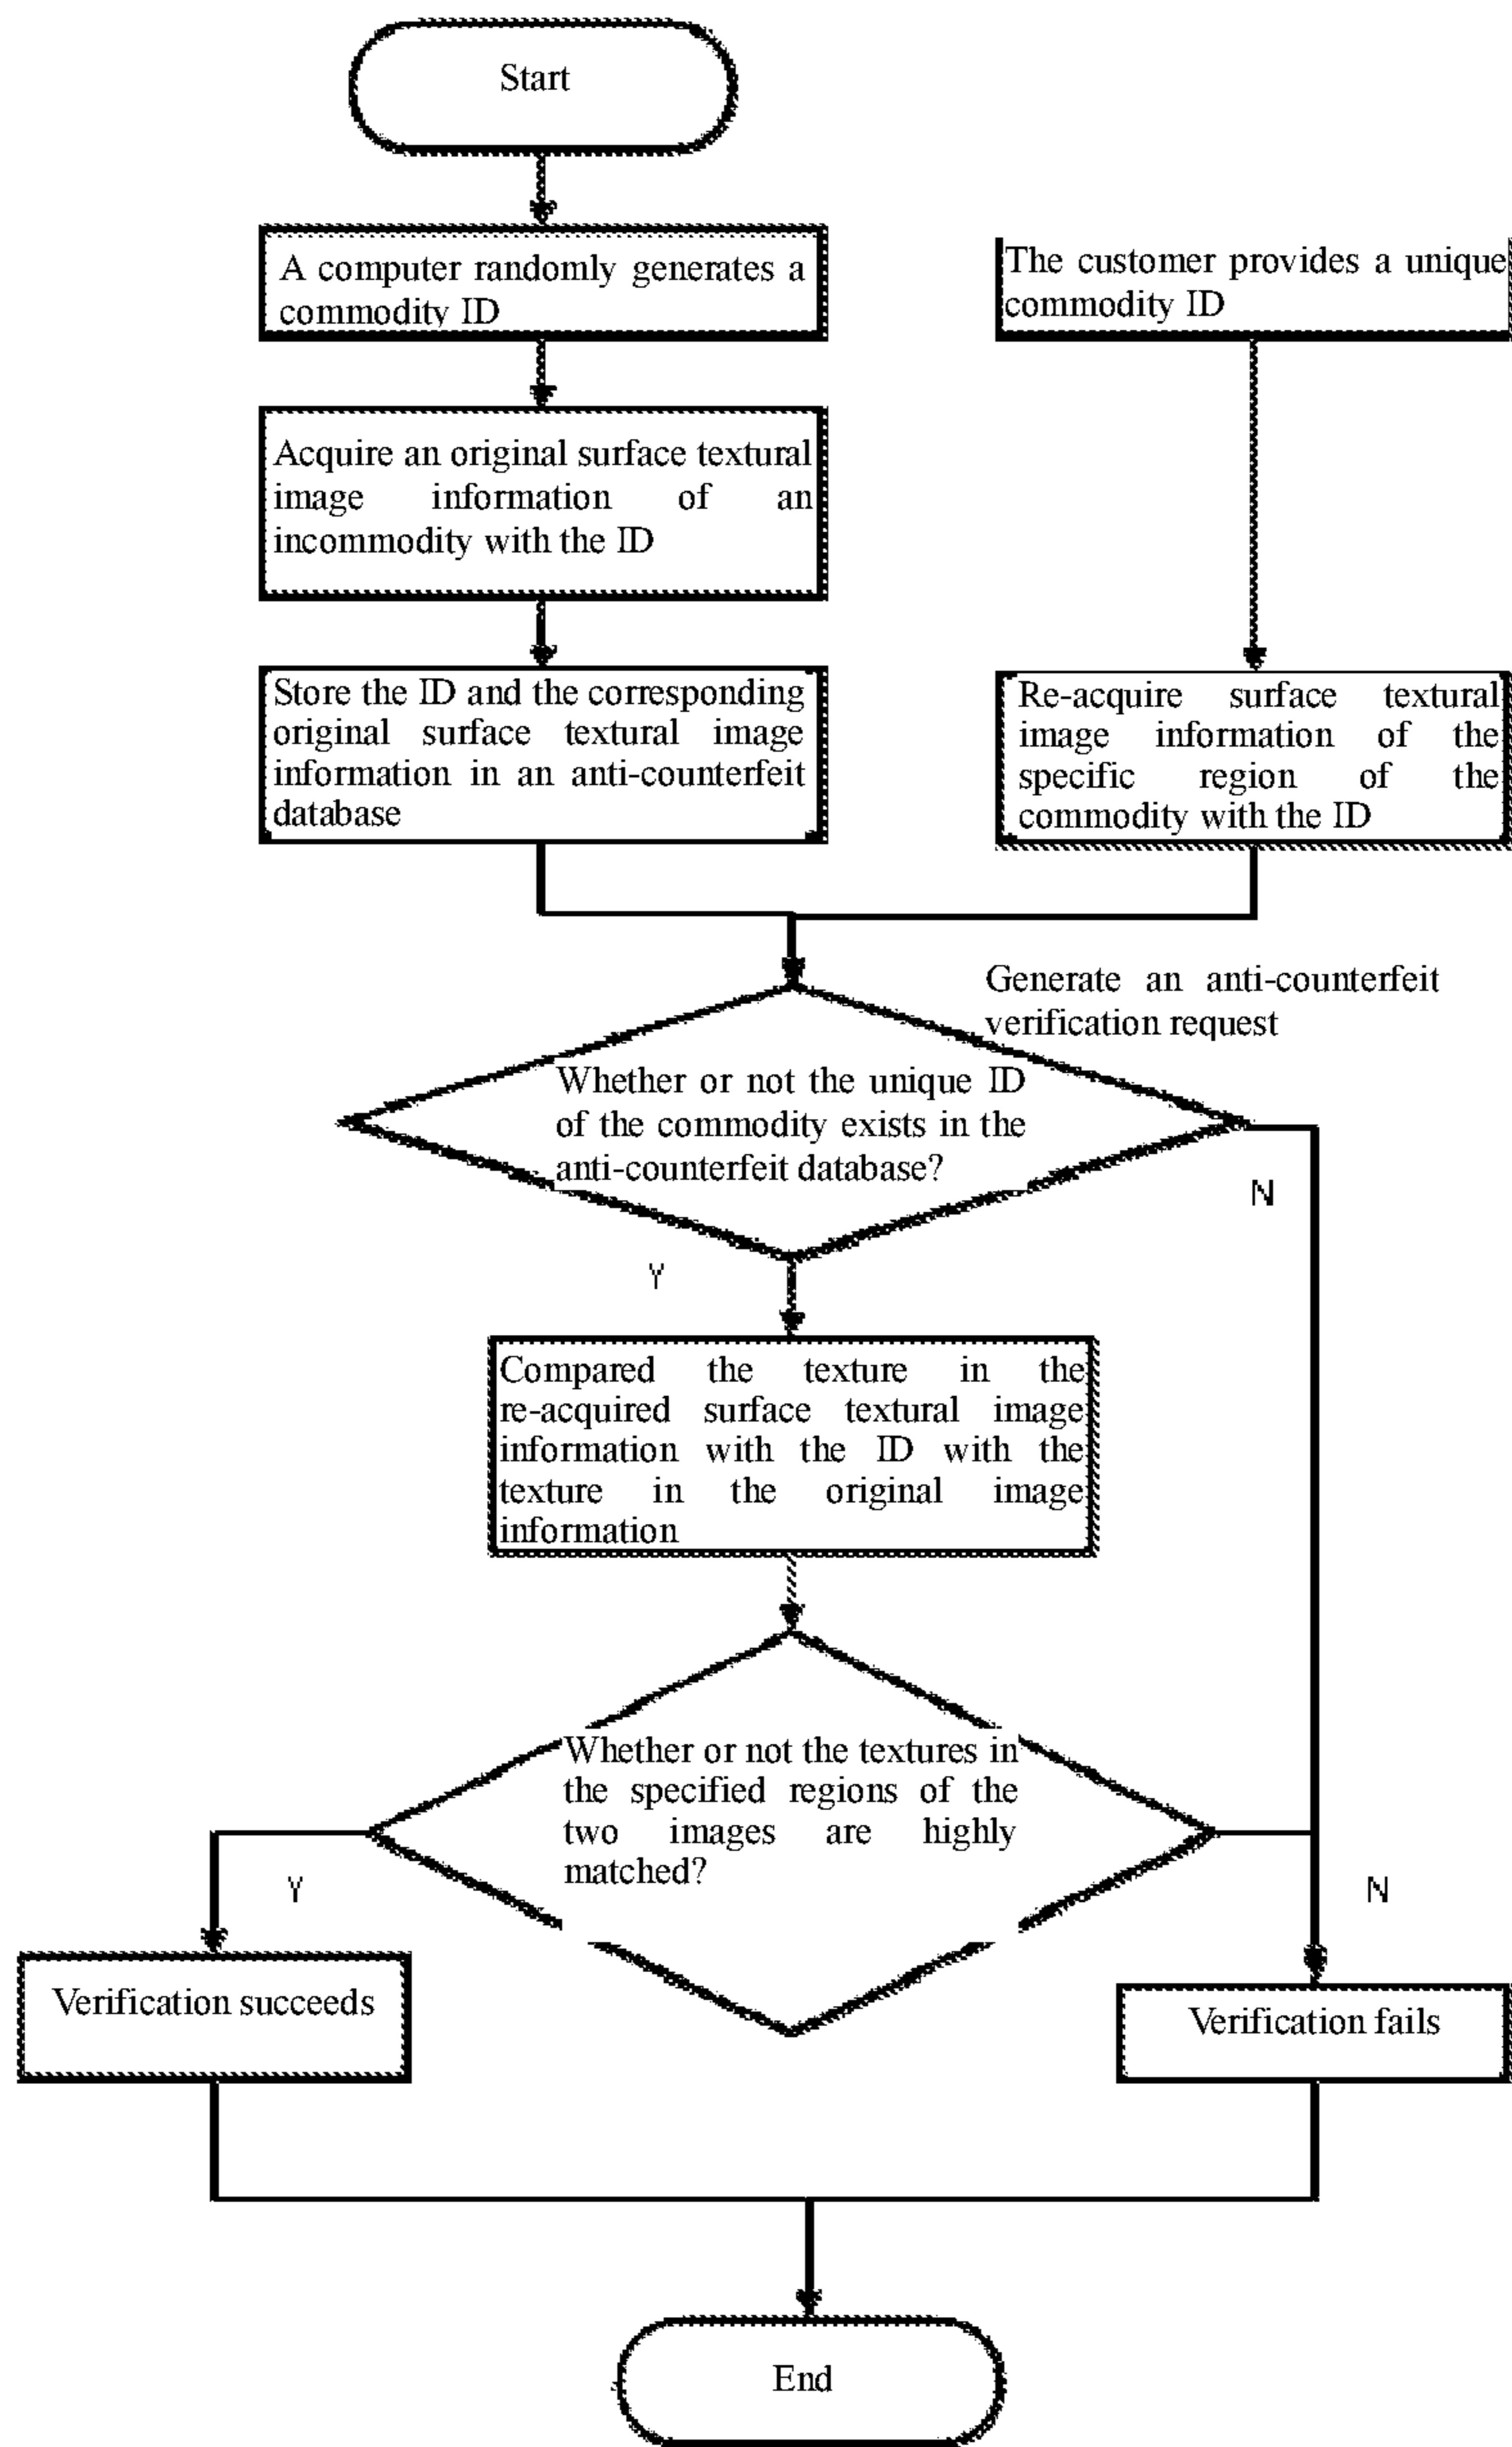 Start
A computer randomly generates a
commodity ID
The customer provides a unique
commodity ID
Acquire an original surface textural
image information of an
incommodity with the ID
Store the ID and the corresponding
original surface textural image
information in an anti-counterfeit
database
Re-acquire surface textural
image information of the
specific region of the
commodity with the ID
Generate an anti-counterfeit
verification request
Whether or not the unique ID
of the commodity exists in the
anti-counterfeit database?
N
Y
Compared the texture in the
re-acquired surface textural image
information with the ID with the
texture in the original image
information
Whether or not the textures in
the specified regions of the
two images are highly
matched?
Y
N
Verification succeeds
Verification fails
End